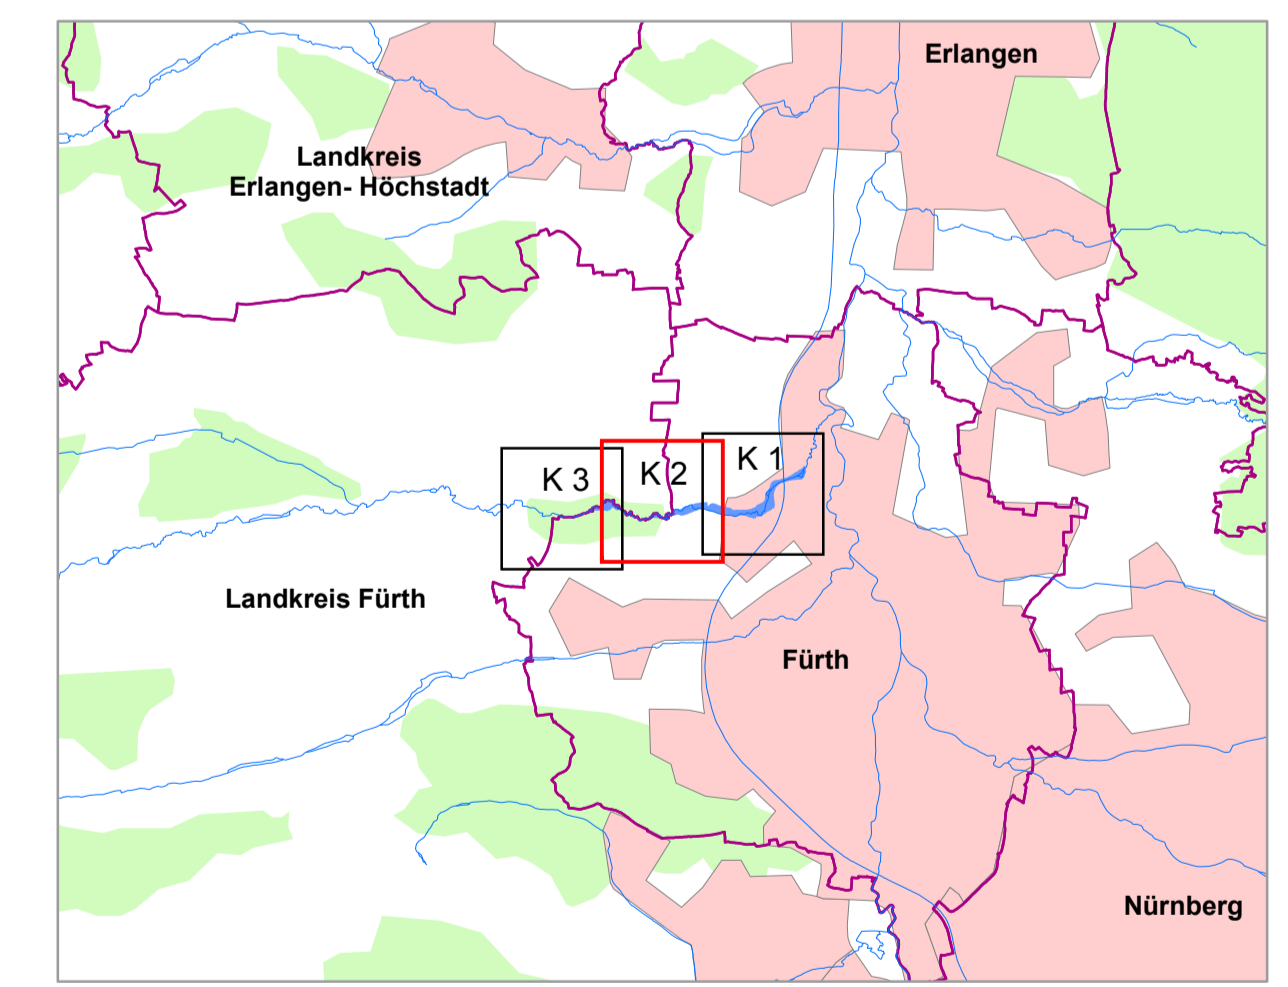 Erlangen
Landkreis
Erlangen- Höchstadt
K 3
K 2
K 1
Landkreis Fürth
Fürth
Nürnberg